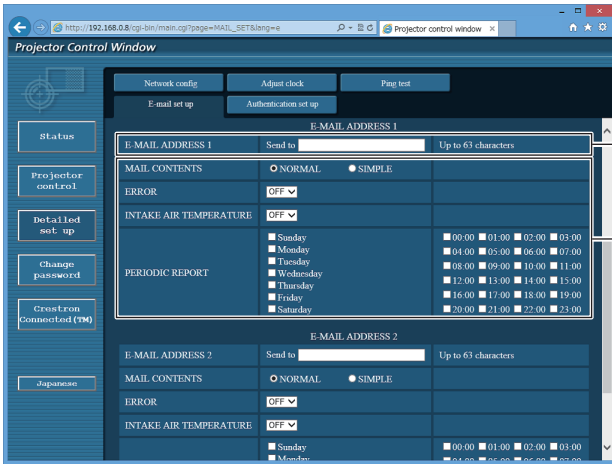 http://192.168.0.8/cgi-bin/main.cgi?page=MAIL_SET&lang=e
Projector control window
Projector Control Window
Network config Adjust clock Ping test
E-mail set up Authentication set up
Status
Projector control
Detailed set up
Change password
Crestron Connected(TM)
Japanese
E-MAIL ADDRESS 1
E-MAIL ADDRESS 1 Send to Up to 63 characters
MAIL CONTENTS NORMAL SIMPLE
ERROR OFF
INTAKE AIR TEMPERATURE OFF
PERIODIC REPORT
Sunday 00:00 01:00 02:00 03:00
Monday 04:00 05:00 06:00 07:00
Tuesday 08:00 09:00 10:00 11:00
Wednesday 12:00 13:00 14:00 15:00
Thursday 16:00 17:00 18:00 19:00
Friday 20:00 21:00 22:00 23:00
Saturday
E-MAIL ADDRESS 2
E-MAIL ADDRESS 2 Send to Up to 63 characters
MAIL CONTENTS NORMAL SIMPLE
ERROR OFF
INTAKE AIR TEMPERATURE OFF
Sunday 00:00 01:00 02:00 03:00
Monday 04:00 05:00 06:00 07:00